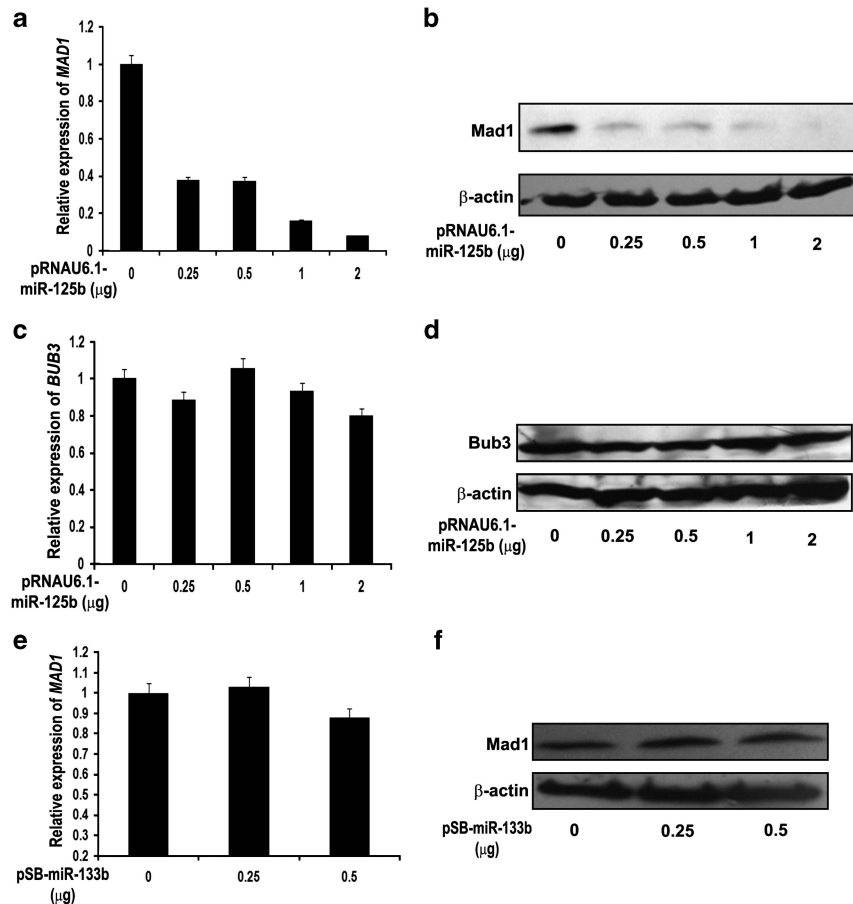 a
Relative expression of MAD1
1.2
1
0.8
0.6
0.4
0.2
0
pRNAU6.1-
miR-125b (μg)
0 0.25 0.5 1 2
b
Mad1
β-actin
pRNAU6.1-
miR-125b (μg)
0 0.25 0.5 1 2
c
Relative expression of BUB3
1.2
1
0.8
0.6
0.4
0.2
0
pRNAU6.1-
miR-125b (μg)
0 0.25 0.5 1 2
d
Bub3
β-actin
pRNAU6.1-
miR-125b (μg)
0 0.25 0.5 1 2
e
Relative expression of MAD1
1.2
1.1
1
0.9
0.8
0.7
0.6
0.5
0.4
0.3
0.2
pSB-miR-133b
(μg)
0 0.25 0.5
f
Mad1
β-actin
pSB-miR-133b
(μg)
0 0.25 0.5